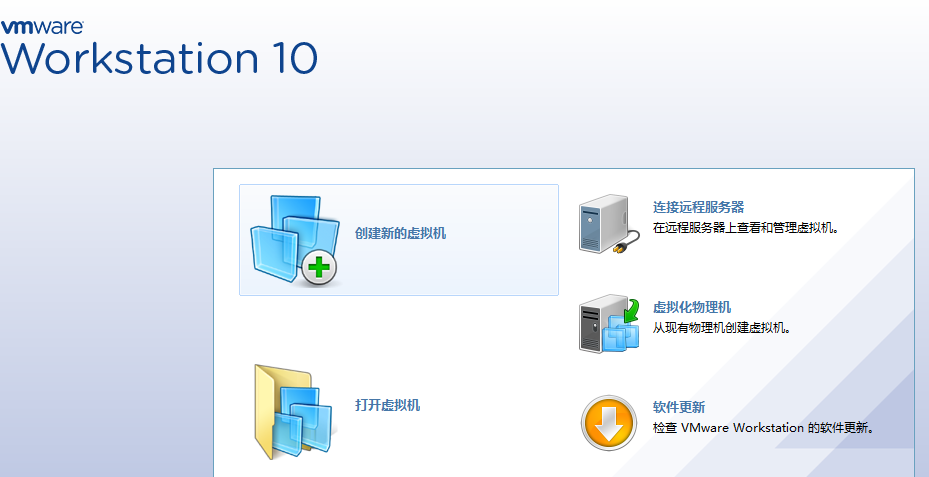 vmware
Workstation 10
创建新的虚拟机
打开虚拟机
连接远程服务器
在远程服务器上查看和管理虚拟机。
虚拟化物理机
从现有物理机创建虚拟机。
软件更新
检查 VMware Workstation 的软件更新。